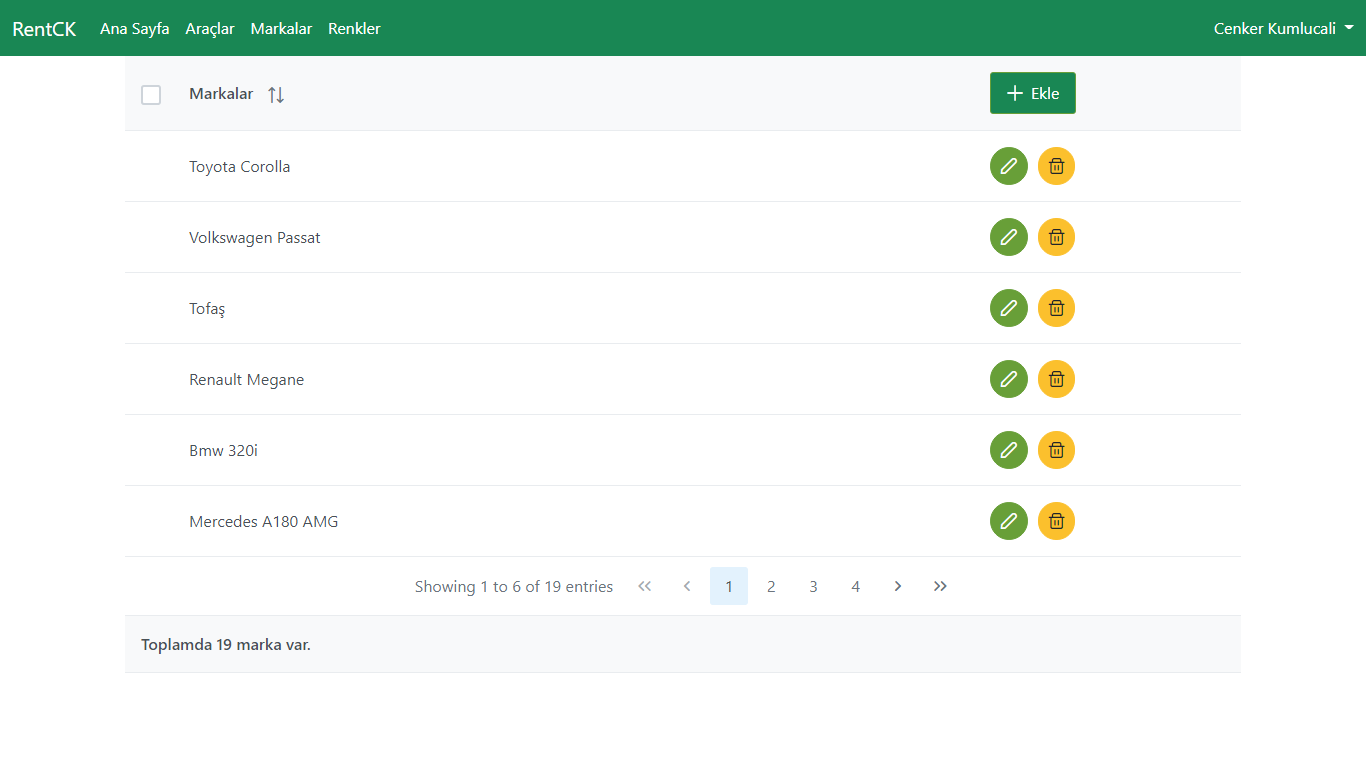 RentCK Ana Sayfa Araçlar Markalar Renkler Cenker Kumlucali
Markalar Ekle
Toyota Corolla
Volkswagen Passat
Tofaş
Renault Megane
Bmw 320i
Mercedes A180 AMG
Showing 1 to 6 of 19 entries 1 2 3 4
Toplamda 19 marka var.